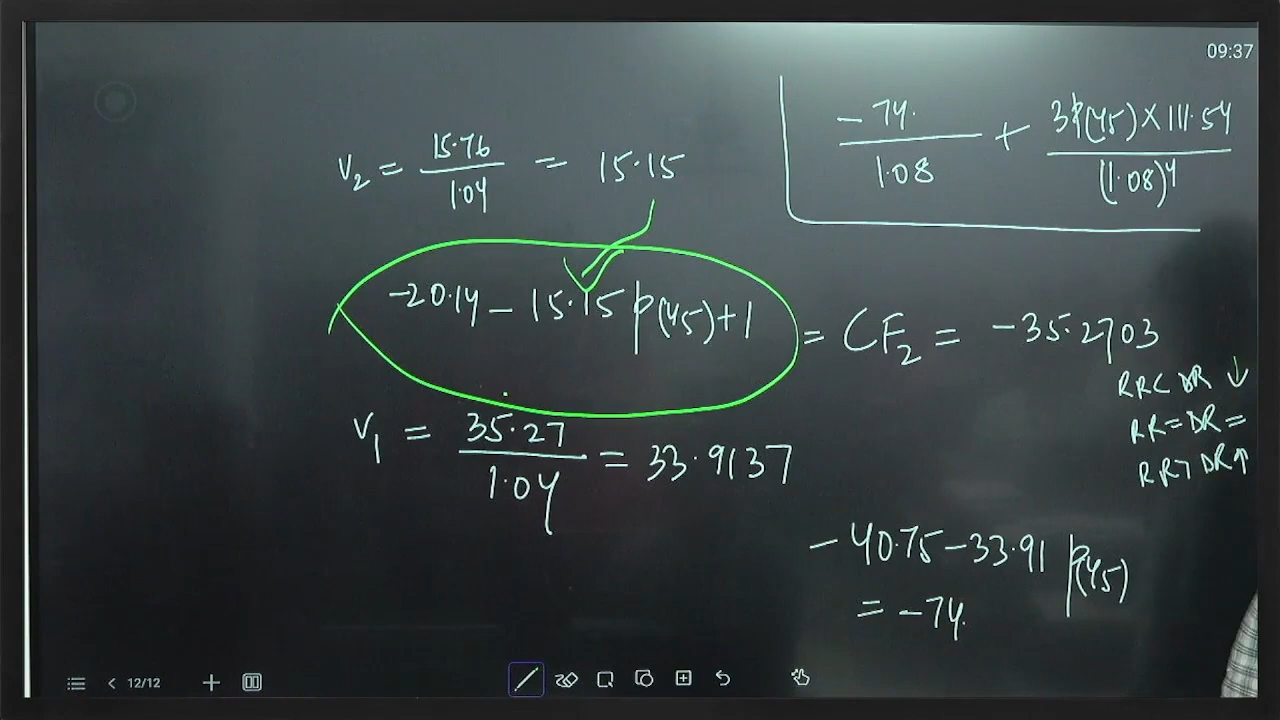 09:37
-74. / 1.08 + 3p(45) × 111.54 / (1.08)^4
V2 = 15.76 / 1.04 = 15.15
-20.14 - 15.15 p(45)+1 = CF2 = -35.2703
RR< DR ↓
RR = DR =
RR> DR ↑
V1 = 35.27 / 1.04 = 33.9137
-40.75 - 33.91 p(45)
= -74.
12/12